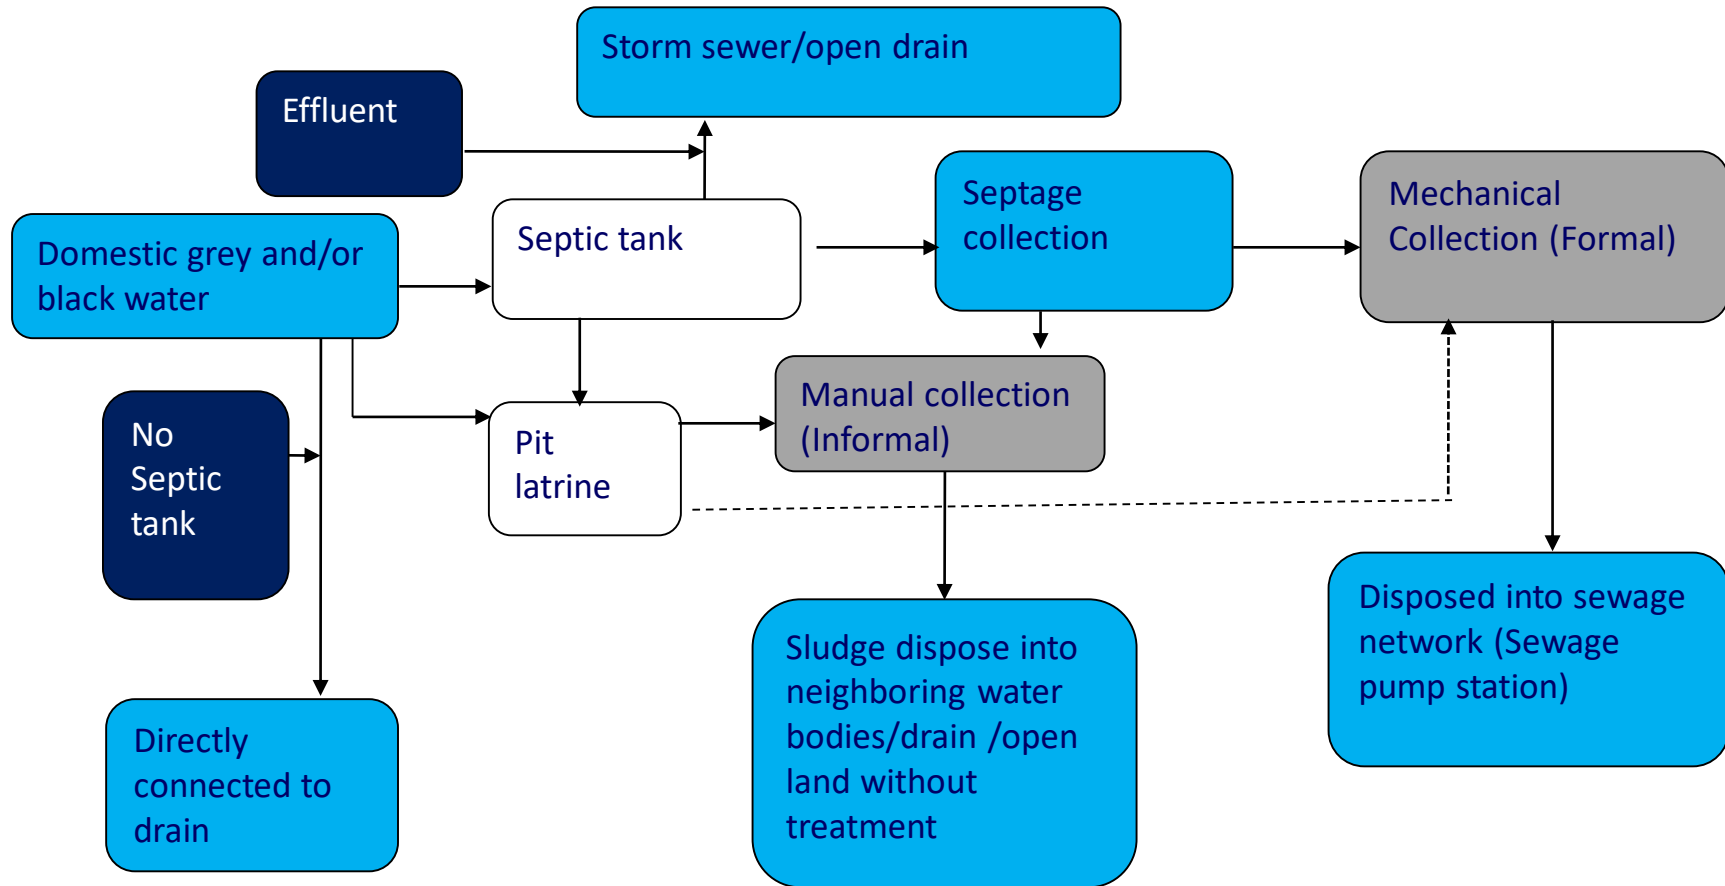 Storm sewer/open drain
Effluent
Septage
collection
Mechanical
Collection (Formal)
Septic tank
Domestic grey and/or
black water
Manual collection
(Informal)
No
Septic
tank
Pit
latrine
Disposed into sewage
network (Sewage
pump station)
Sludge dispose into
neighboring water
bodies/drain /open
land without
treatment
Directly
connected to
drain